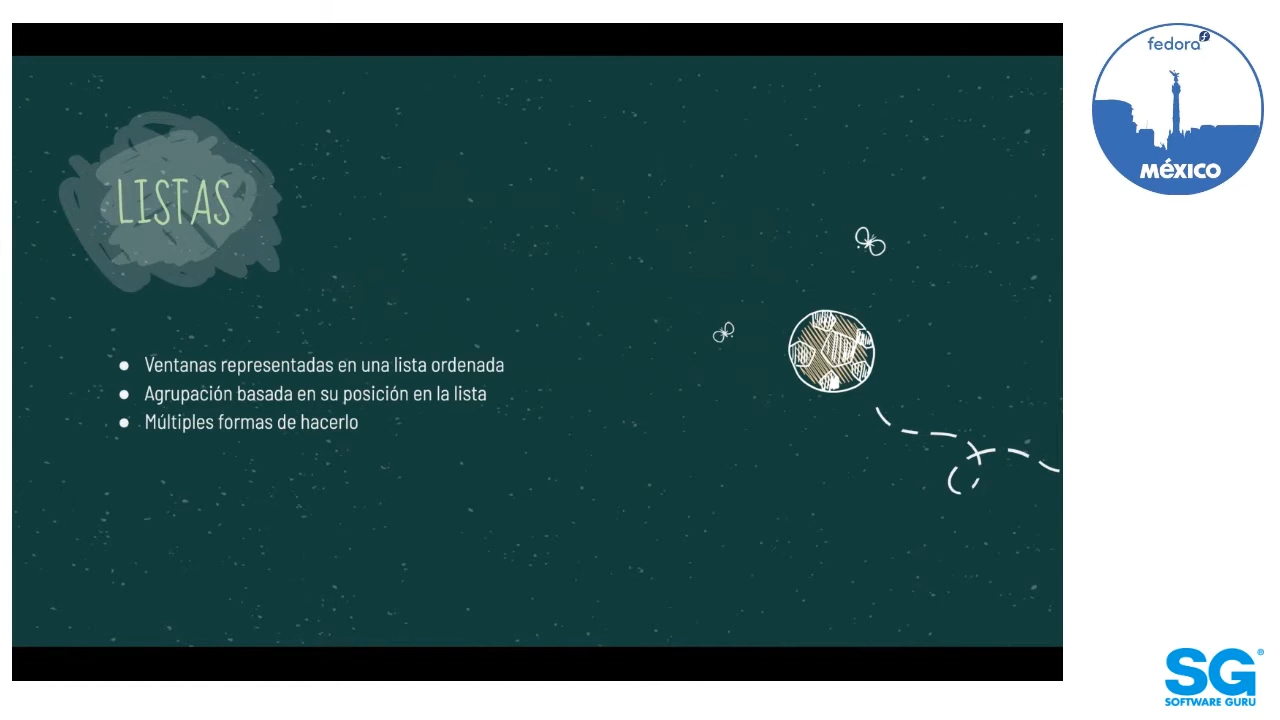 LISTAS
● Ventanas representadas en una lista ordenada
● Agrupación basada en su posición en la lista
● Múltiples formas de hacerlo
fedora
MÉXICO
SG®
SOFTWARE GURU